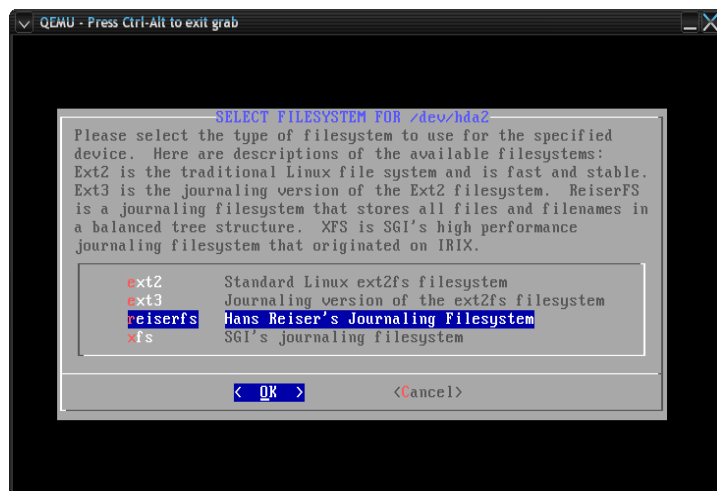 QEMU - Press Ctrl-Alt to exit grab
SELECT FILESYSTEM FOR /dev/hda2
Please select the type of filesystem to use for the specified
device.  Here are descriptions of the available filesystems:
Ext2 is the traditional Linux file system and is fast and stable.
Ext3 is the journaling version of the Ext2 filesystem.  ReiserFS
is a journaling filesystem that stores all files and filenames in
a balanced tree structure.  XFS is SGI's high performance
journaling filesystem that originated on IRIX.
ext2 Standard Linux ext2fs filesystem
ext3 Journaling version of the ext2fs filesystem
reiserfs Hans Reiser's Journaling Filesystem
xfs SGI's journaling filesystem
< OK > <Cancel>